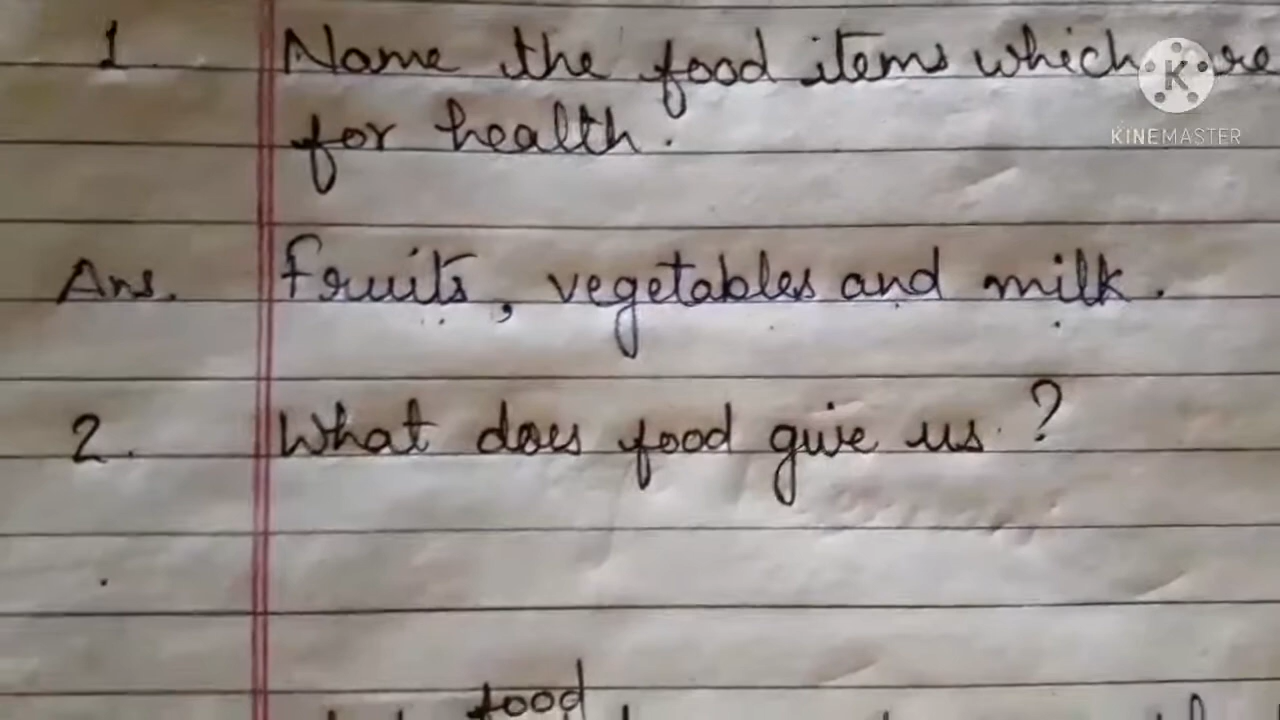 1. Name the food items which are
for health.
Ans. Fruits, vegetables and milk.
2. What does food give us ?
food
KINEMASTER